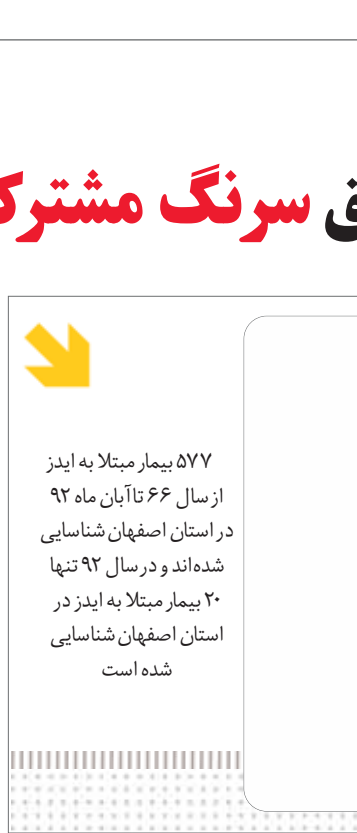 سرنگ مشترک
۵۷۷ بیمار مبتلا به ایدز
از سال ۶۶ تا آبان ماه ۹۲
در استان اصفهان شناسایی
شده‌اند و در سال ۹۲ تنها
۲۰ بیمار مبتلا به ایدز در
استان اصفهان شناسایی
شده است